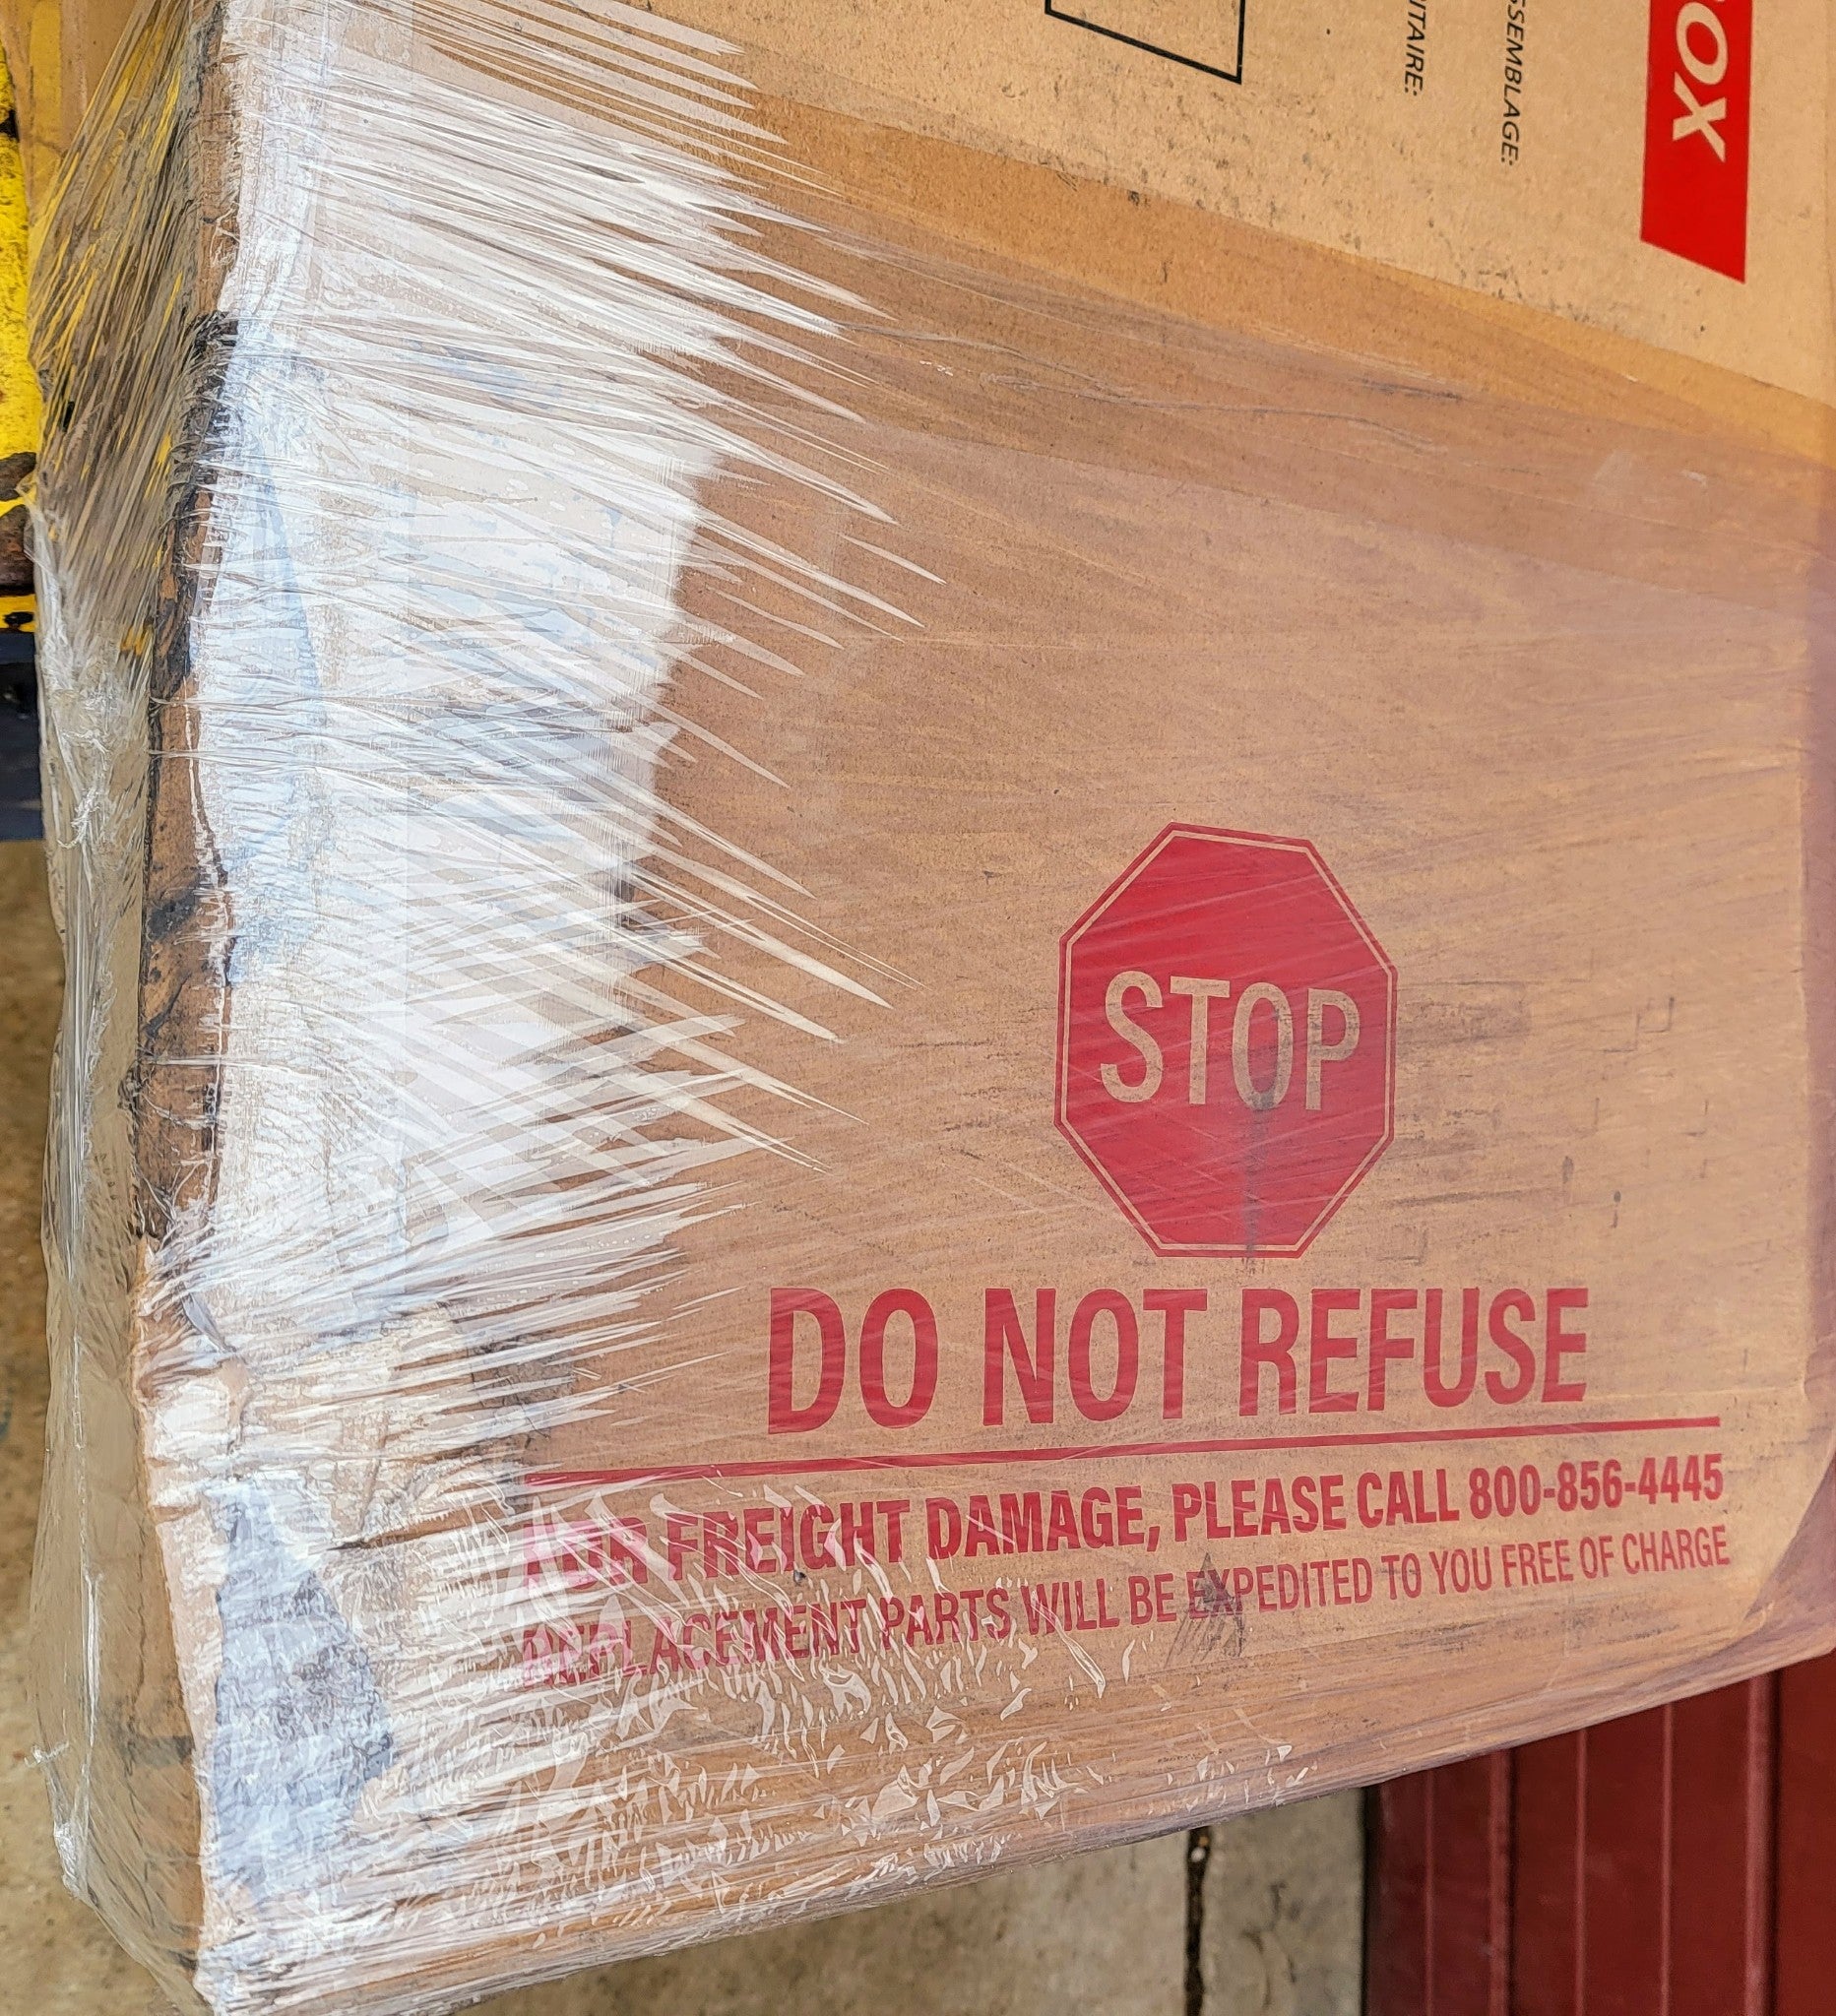 OX
SSEMBLAGE:
ITAIRE:
STOP
DO NOT REFUSE
FOR FREIGHT DAMAGE, PLEASE CALL 800-856-4445
REPLACEMENT PARTS WILL BE EXPEDITED TO YOU FREE OF CHARGE